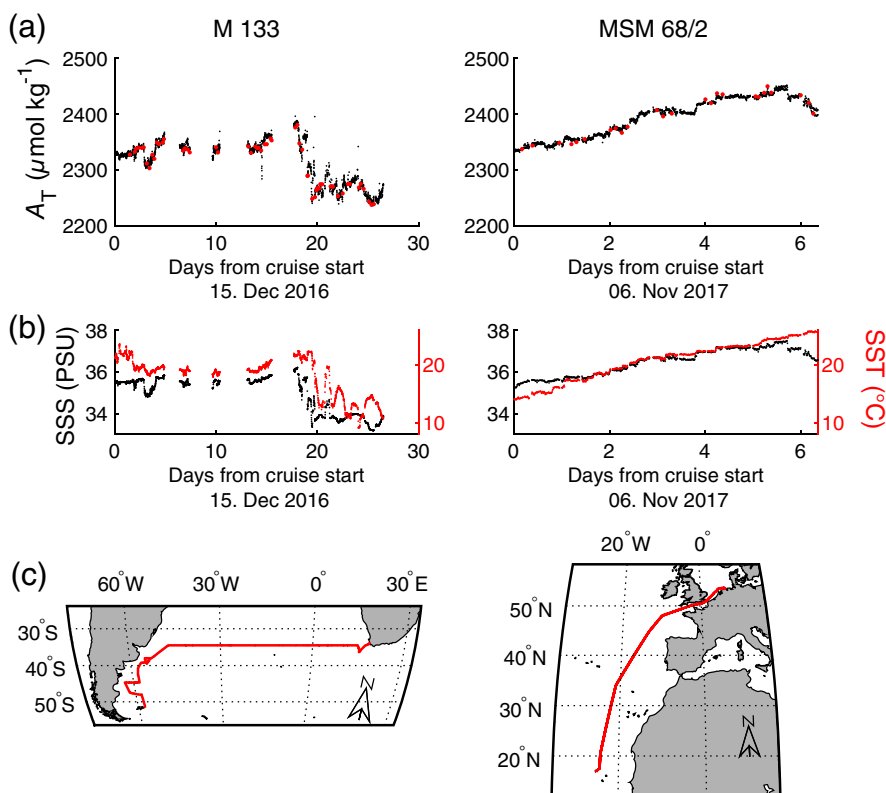 (a)
M 133
MSM 68/2
A_T (μmol kg⁻¹)
2500
2400
2300
2200
0 10 20 30
Days from cruise start
15. Dec 2016
2500
2400
2300
2200
0 2 4 6
Days from cruise start
06. Nov 2017
(b)
SSS (PSU)
38
36
34
20
10
0 10 20 30
Days from cruise start
15. Dec 2016
38
36
34
20
10
SST (°C)
0 2 4 6
Days from cruise start
06. Nov 2017
(c)
60°W 30°W 0° 30°E
30°S
40°S
50°S
N
20°W 0°
50°N
40°N
30°N
20°N
N